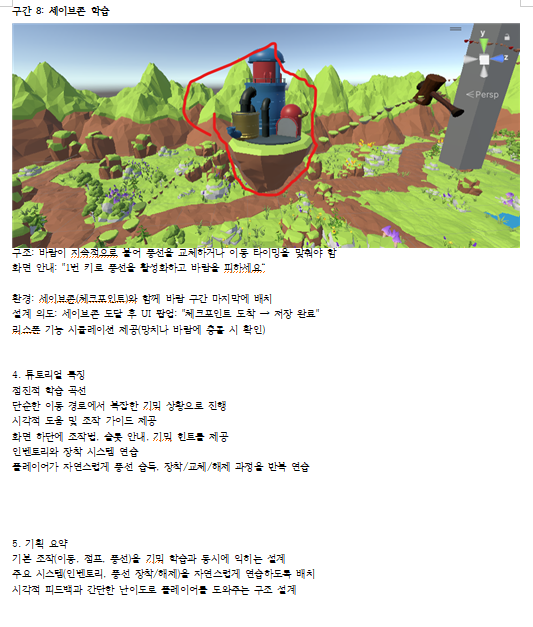 구간 8: 세이브존 학습
y
z
Persp
구조: 바람이 지속적으로 불어 풍선을 교체하거나 이동 타이밍을 맞춰야 함
화면 안내: "1번 키로 풍선을 활성화하고 바람을 피하세요"
환경: 세이브존(체크포인트)와 함께 바람 구간 마지막에 배치
설계 의도: 세이브존 도달 후 UI 팝업: "체크포인트 도착 → 저장 완료"
리스폰 기능 시뮬레이션 제공(망치나 바람에 충돌 시 확인)
4. 튜토리얼 특징
점진적 학습 곡선
단순한 이동 경로에서 복잡한 기믹 상황으로 진행
시각적 도움 및 조작 가이드 제공
화면 하단에 조작법, 슬롯 안내, 기믹 힌트를 제공
인벤토리와 장착 시스템 연습
플레이어가 자연스럽게 풍선 습득, 장착/교체/해제 과정을 반복 연습
5. 기획 요약
기본 조작(이동, 점프, 풍선)을 기믹 학습과 동시에 익히는 설계
주요 시스템(인벤토리, 풍선 장착/해제)을 자연스럽게 연습하도록 배치
시각적 피드백과 간단한 난이도로 플레이어를 도와주는 구조 설계